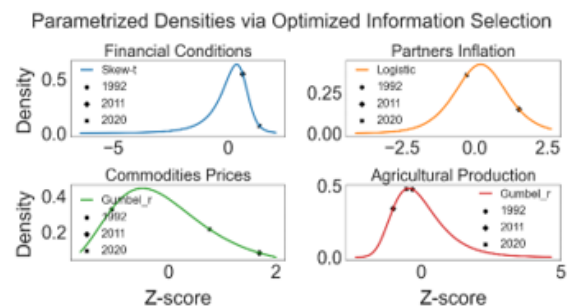 Parametrized Densities via Optimized Information Selection
Financial Conditions
Partners Inflation
Density
0.5
0.0
Skew-t
1992
2011
2020
−5
0
0.25
0.00
Logistic
1992
2011
2020
−2.5
0.0
2.5
Commodities Prices
Agricultural Production
Density
0.4
0.2
Gumbel_r
1992
2011
2020
0
2
Z-score
0.5
0.0
Gumbel_r
1992
2011
2020
0
5
Z-score